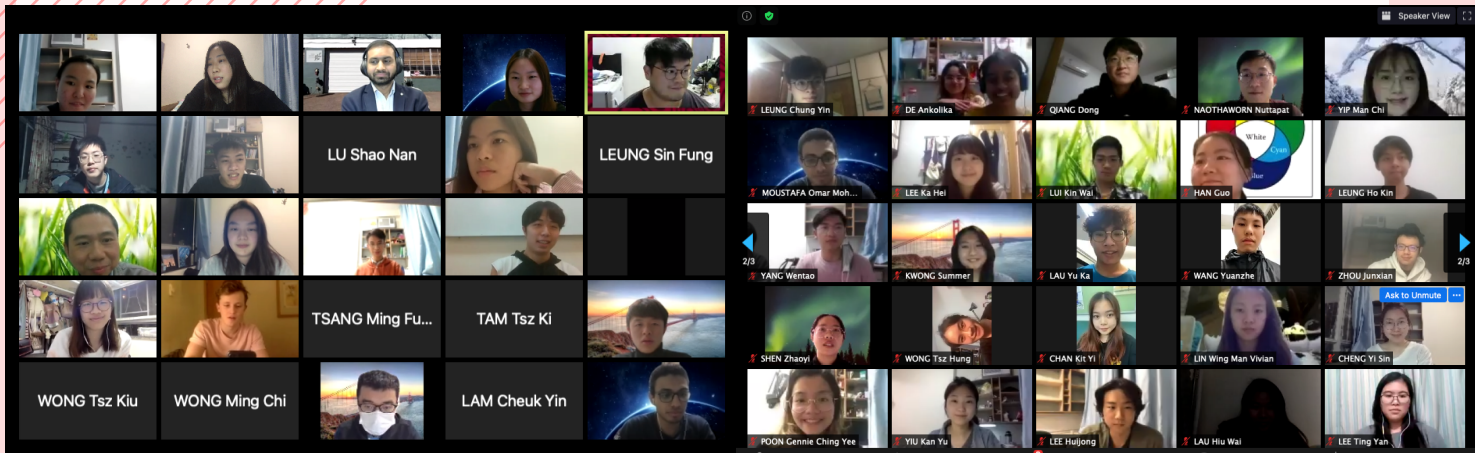 Speaker View
LU Shao Nan
LEUNG Sin Fung
TSANG Ming Fu...
TAM Tsz Ki
WONG Tsz Kiu
WONG Ming Chi
LAM Cheuk Yin
LEUNG Chung Yin
DE Ankolika
QIANG Dong
NAOTHAWORN Nuttapat
YIP Man Chi
MOUSTAFA Omar Moh...
LEE Ka Hei
LUI Kin Wai
White
Cyan
Blue
HAN Guo
LEUNG Ho Kin
2/3
YANG Wentao
KWONG Summer
LAU Yu Ka
WANG Yuanzhe
ZHOU Junxian
2/3
Ask to Unmute
...
SHEN Zhaoyi
WONG Tsz Hung
CHAN Kit Yi
LIN Wing Man Vivian
CHENG Yi Sin
POON Gennie Ching Yee
YIU Kan Yu
LEE Huijong
LAU Hiu Wai
LEE Ting Yan